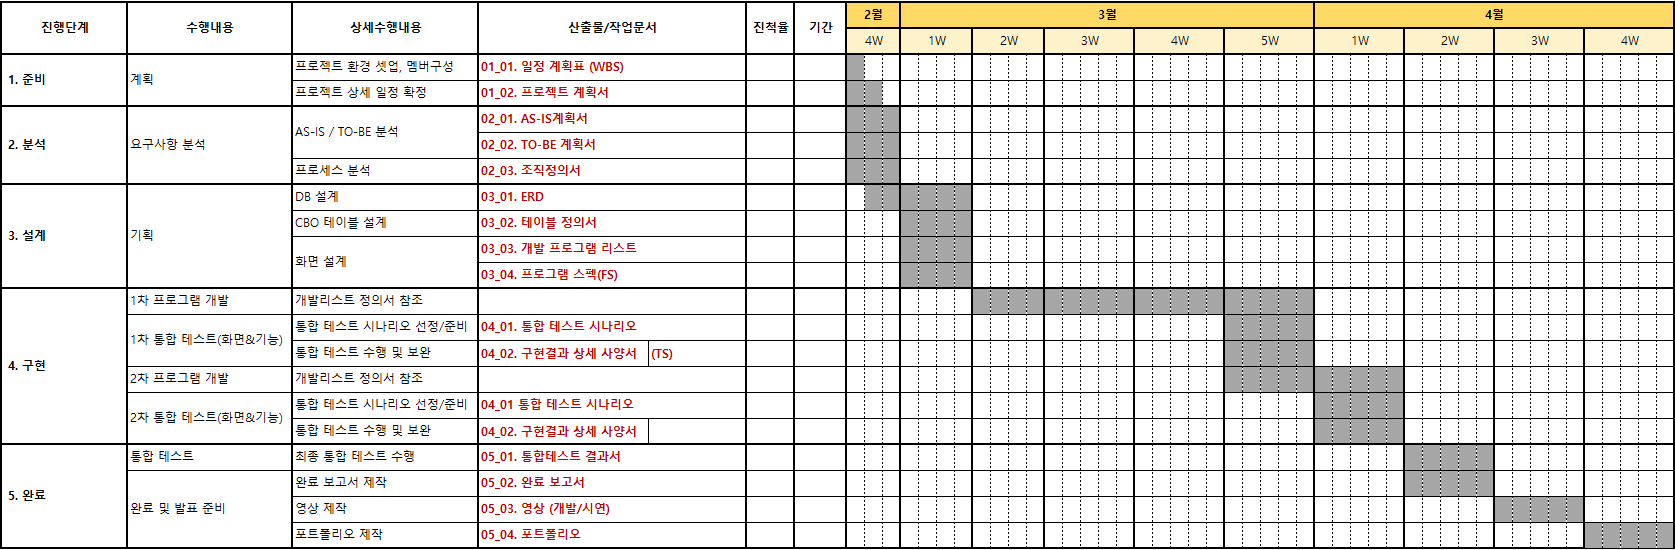 진행단계 수행내용 상세수행내용 산출물/작업문서 진척율 기간 2월 3월 4월
4W 1W 2W 3W 4W 5W 1W 2W 3W 4W
1. 준비 계획 프로젝트 환경 셋업, 멤버구성 01_01. 일정 계획표 (WBS)
프로젝트 상세 일정 확정 01_02. 프로젝트 계획서
2. 분석 요구사항 분석 AS-IS / TO-BE 분석 02_01. AS-IS계획서
02_02. TO-BE 계획서
프로세스 분석 02_03. 조직정의서
3. 설계 기획 DB 설계 03_01. ERD
CBO 테이블 설계 03_02. 테이블 정의서
화면 설계 03_03. 개발 프로그램 리스트
03_04. 프로그램 스펙(FS)
4. 구현 1차 프로그램 개발 개발리스트 정의서 참조
1차 통합 테스트(화면&기능) 통합 테스트 시나리오 선정/준비 04_01. 통합 테스트 시나리오
통합 테스트 수행 및 보완 04_02. 구현결과 상세 사양서 (TS)
2차 프로그램 개발 개발리스트 정의서 참조
2차 통합 테스트(화면&기능) 통합 테스트 시나리오 선정/준비 04_01 통합 테스트 시나리오
통합 테스트 수행 및 보완 04_02. 구현결과 상세 사양서
5. 완료 통합 테스트 최종 통합 테스트 수행 05_01. 통합테스트 결과서
완료 및 발표 준비 완료 보고서 제작 05_02. 완료 보고서
영상 제작 05_03. 영상 (개발/시연)
포트폴리오 제작 05_04. 포트폴리오